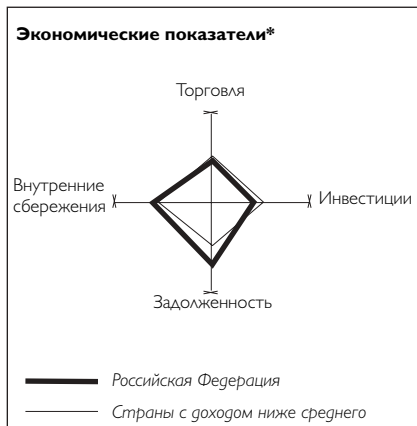 Экономические показатели*
Торговля
Внутренние
сбережения
Инвестиции
Задолженность
Российская Федерация
Страны с доходом ниже среднего